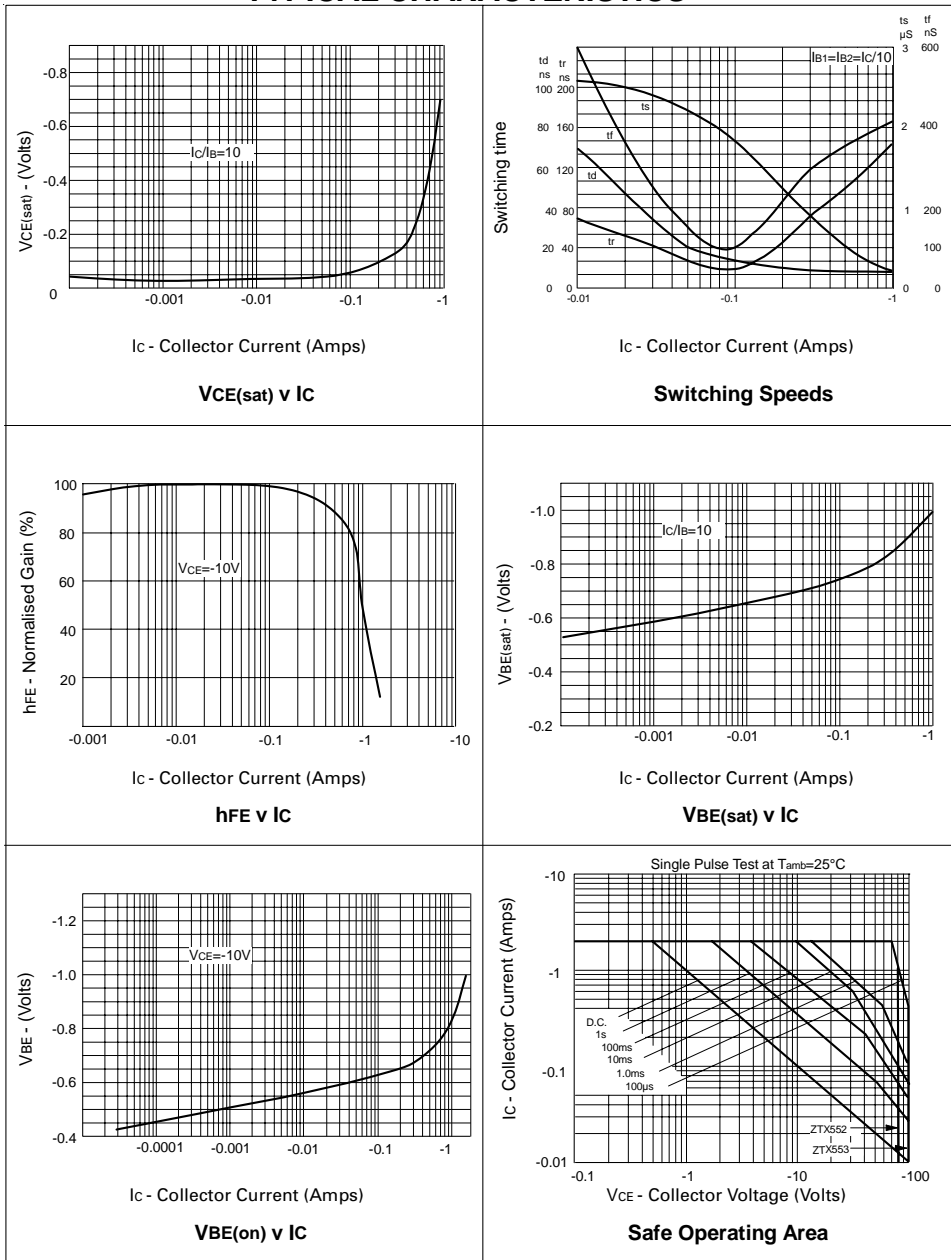 TYPICAL CHARACTERISTICS
-0.8
-0.6
-0.4
-0.2
0
VCE(sat) - (Volts)
IC/IB=10
-0.001 -0.01 -0.1 -1
IC - Collector Current (Amps)
VCE(sat) v IC
ts tf
µS nS
3 600
IB1=IB2=IC/10
td tr
ns ns
100 200
80 160
60 120
40 80
20 40
0 0
Switching time
ts
tf
td
tr
2 400
1 200
100
0 0
-0.01 -0.1 -1
IC - Collector Current (Amps)
Switching Speeds
100
80
60
40
20
hFE - Normalised Gain (%)
VCE=-10V
-0.001 -0.01 -0.1 -1 -10
IC - Collector Current (Amps)
hFE v IC
-1.0
-0.8
-0.6
-0.4
-0.2
VBE(sat) - (Volts)
IC/IB=10
-0.001 -0.01 -0.1 -1
IC - Collector Current (Amps)
VBE(sat) v IC
-1.2
-1.0
-0.8
-0.6
-0.4
VBE - (Volts)
VCE=-10V
-0.0001 -0.001 -0.01 -0.1 -1
IC - Collector Current (Amps)
VBE(on) v IC
Single Pulse Test at Tamb=25°C
-10
-1
-0.1
-0.01
IC - Collector Current (Amps)
D.C.
1s
100ms
10ms
1.0ms
100µs
ZTX552
ZTX553
-0.1 -1 -10 -100
VCE - Collector Voltage (Volts)
Safe Operating Area